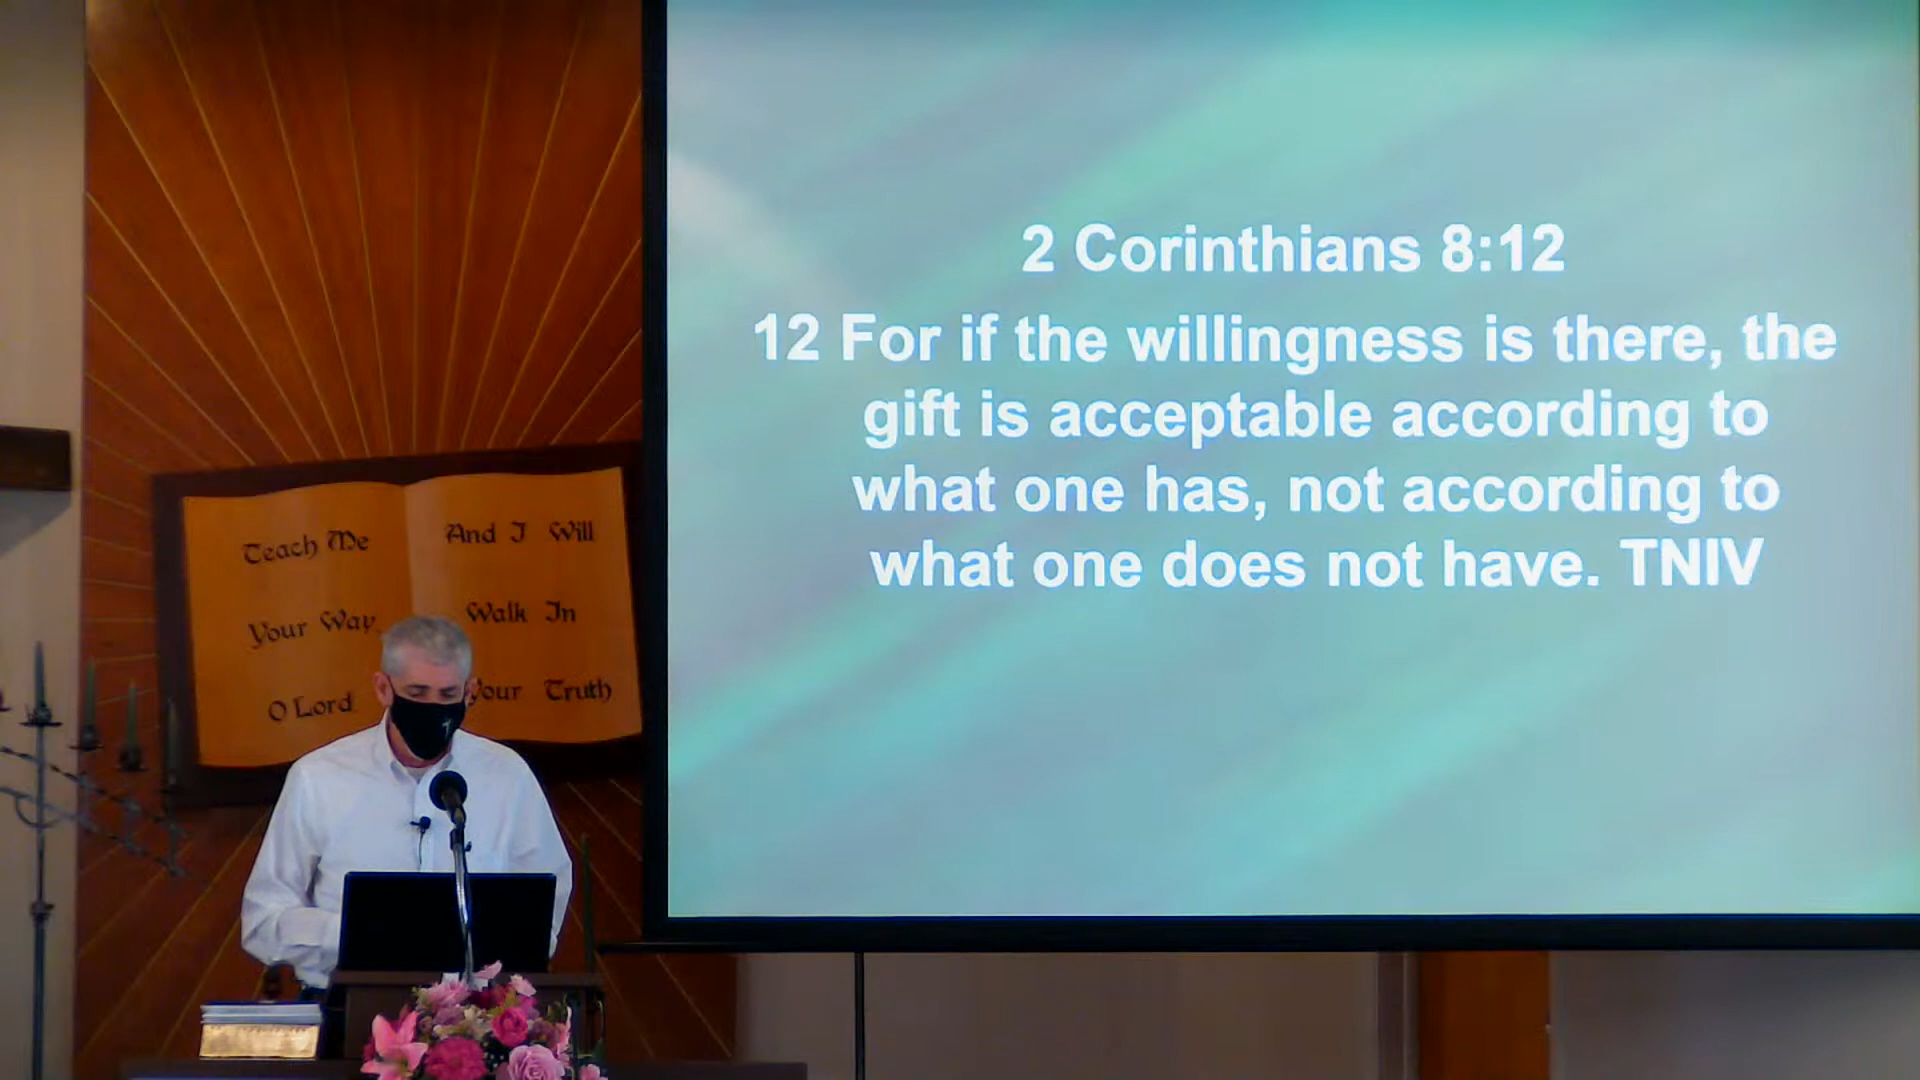 2 Corinthians 8:12
12 For if the willingness is there, the
gift is acceptable according to
what one has, not according to
what one does not have. TNIV
Teach Me
Your Way
O Lord
And I Will
Walk In
Your Truth